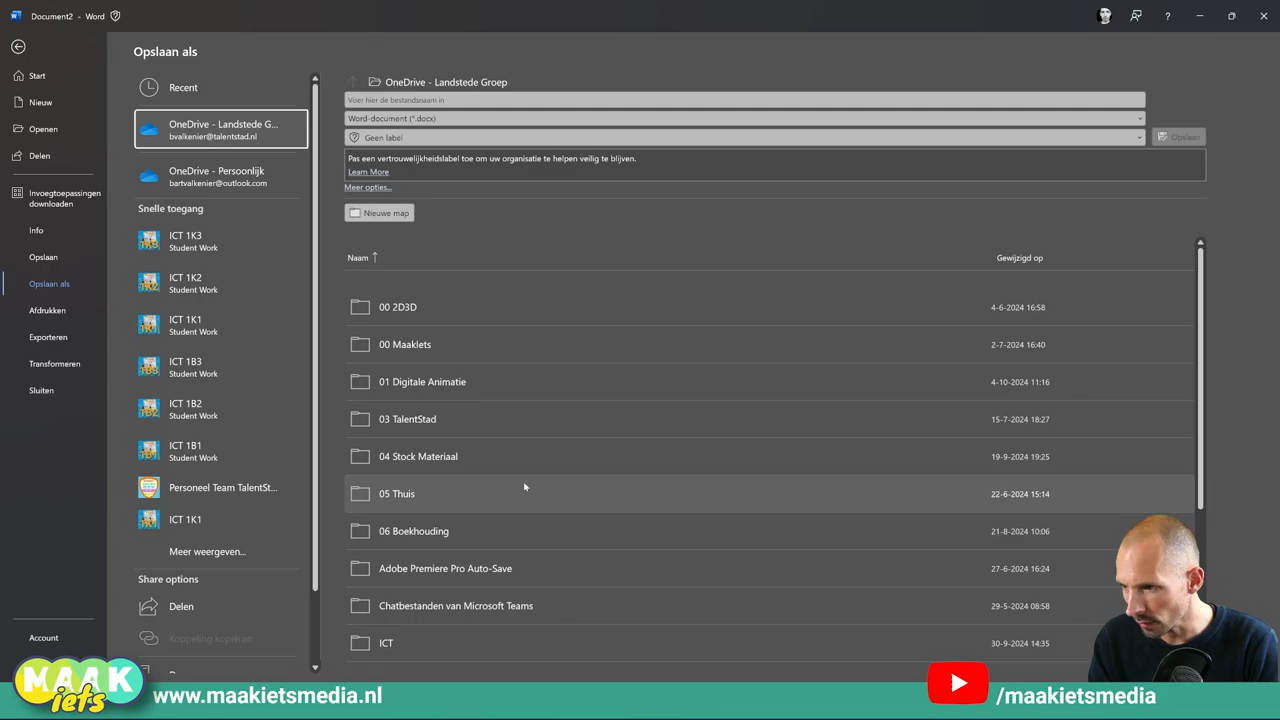 Document2 - Word
Opslaan als
Start
Nieuw
Openen
Delen
Invoegtoepassingen
downloaden
Info
Opslaan
Opslaan als
Afdrukken
Exporteren
Transformeren
Sluiten
Account
Recent
OneDrive - Landstede G...
bvalkenier@talentstad.nl
OneDrive - Persoonlijk
bartvalkenier@outlook.com
Snelle toegang
ICT 1K3
Student Work
ICT 1K2
Student Work
ICT 1K1
Student Work
ICT 1B3
Student Work
ICT 1B2
Student Work
ICT 1B1
Student Work
Personeel Team TalentSt...
ICT 1K1
Meer weergeven...
Share options
Delen
Koppeling kopiëren
OneDrive - Landstede Groep
Voer hier de bestandsnaam in
Word-document (*.docx)
Geen label
Opslaan
Pas een vertrouwelijkheidslabel toe om uw organisatie te helpen veilig te blijven.
Learn More
Meer opties...
Nieuwe map
Naam ↑ Gewijzigd op
00 2D3D 4-6-2024 16:58
00 MaakIets 2-7-2024 16:40
01 Digitale Animatie 4-10-2024 11:16
03 TalentStad 15-7-2024 18:27
04 Stock Materiaal 19-9-2024 19:25
05 Thuis 22-6-2024 15:14
06 Boekhouding 21-8-2024 10:06
Adobe Premiere Pro Auto-Save 27-6-2024 16:24
Chatbestanden van Microsoft Teams 29-5-2024 08:58
ICT 30-9-2024 14:35
MAAK
iets
www.maakietsmedia.nl
/maakietsmedia